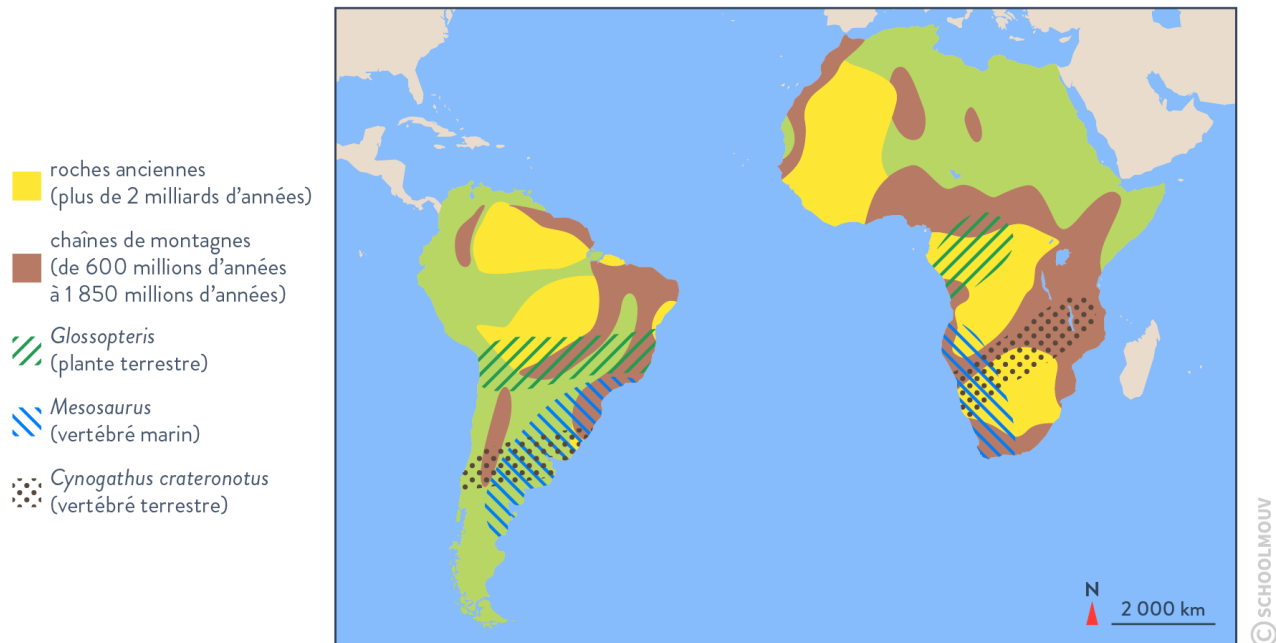 roches anciennes
(plus de 2 milliards d'années)
chaînes de montagnes
(de 600 millions d'années
à 1 850 millions d'années)
Glossopteris
(plante terrestre)
Mesosaurus
(vertébré marin)
Cynogathus crateronotus
(vertébré terrestre)
N
2 000 km
© SCHOOLMOUV